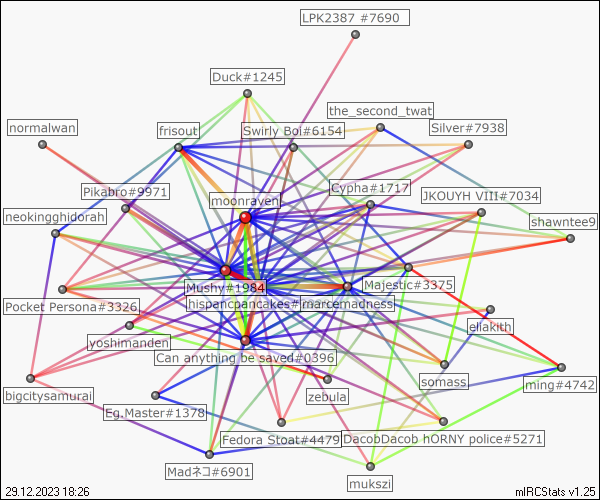 LPK2387 #7690
Duck#1245
the_second_twat
normalwan
frisout
Swirly Boi#6154
Silver#7938
Pikabro#9971
Cypha#1717
JKOUYH VIII#7034
moonraven
neokingghidorah
shawntee9
Mushy#1984
Majestic#3375
hispancpancakes#
marcemadness
Pocket Persona#3326
eliakith
yoshimanden
Can anything be saved#0396
bigcitysamurai
zebula
somass
ming#4742
Eg.Master#1378
Fedora Stoat#4479
DacobDacob hORNY police#5271
Madネコ#6901
mukszi
29.12.2023 18:26
mIRCStats v1.25